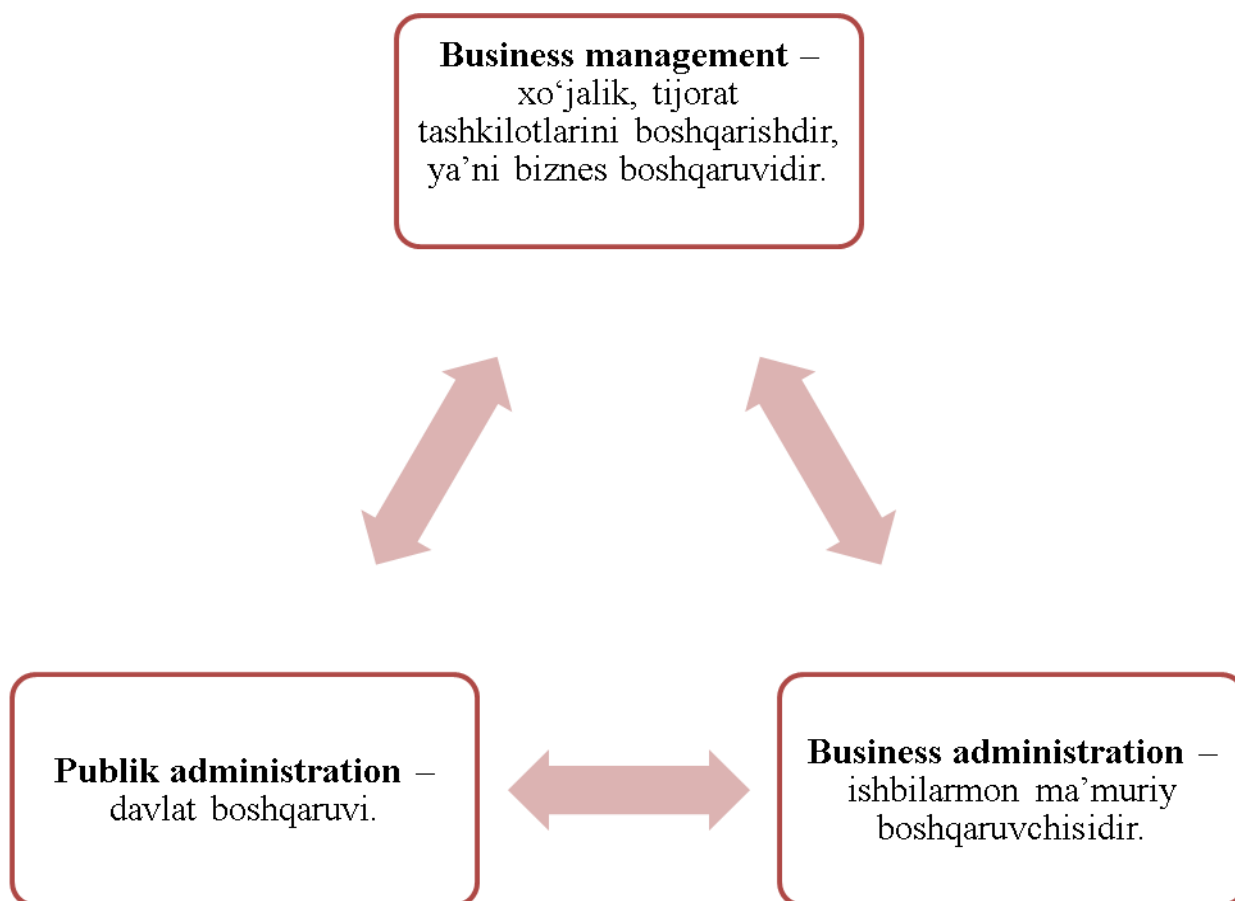 Business management –
xo‘jalik, tijorat
tashkilotlarini boshqarishdir,
ya’ni biznes boshqaruvidir.
Publik administration –
davlat boshqaruvi.
Business administration –
ishbilarmon ma’muriy
boshqaruvchisidir.